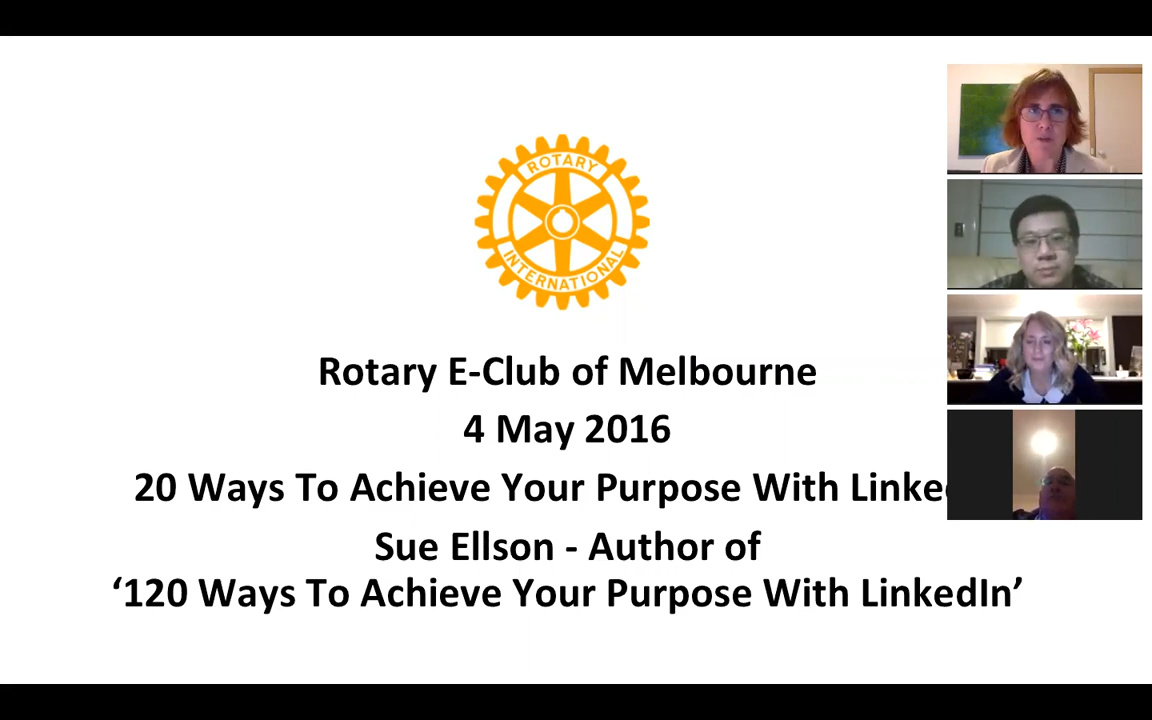 ROTARY
INTERNATIONAL
Rotary E-Club of Melbourne
4 May 2016
20 Ways To Achieve Your Purpose With Linke
Sue Ellson - Author of
‘120 Ways To Achieve Your Purpose With LinkedIn’